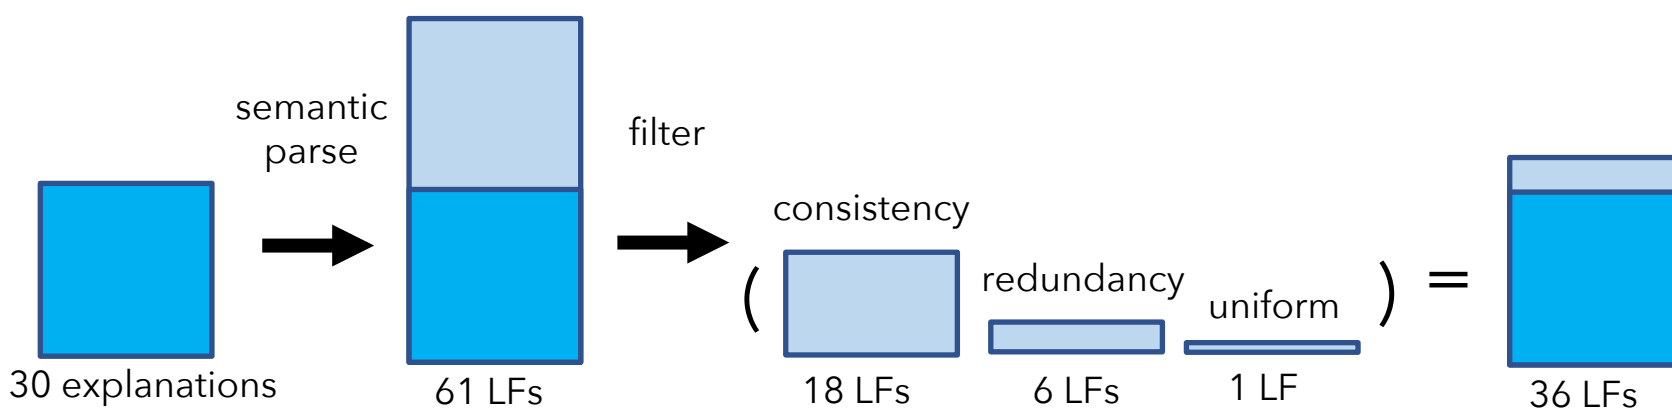 30 explanations
semantic
parse
61 LFs
filter
(
consistency
18 LFs
redundancy
6 LFs
uniform
1 LF
)
=
36 LFs